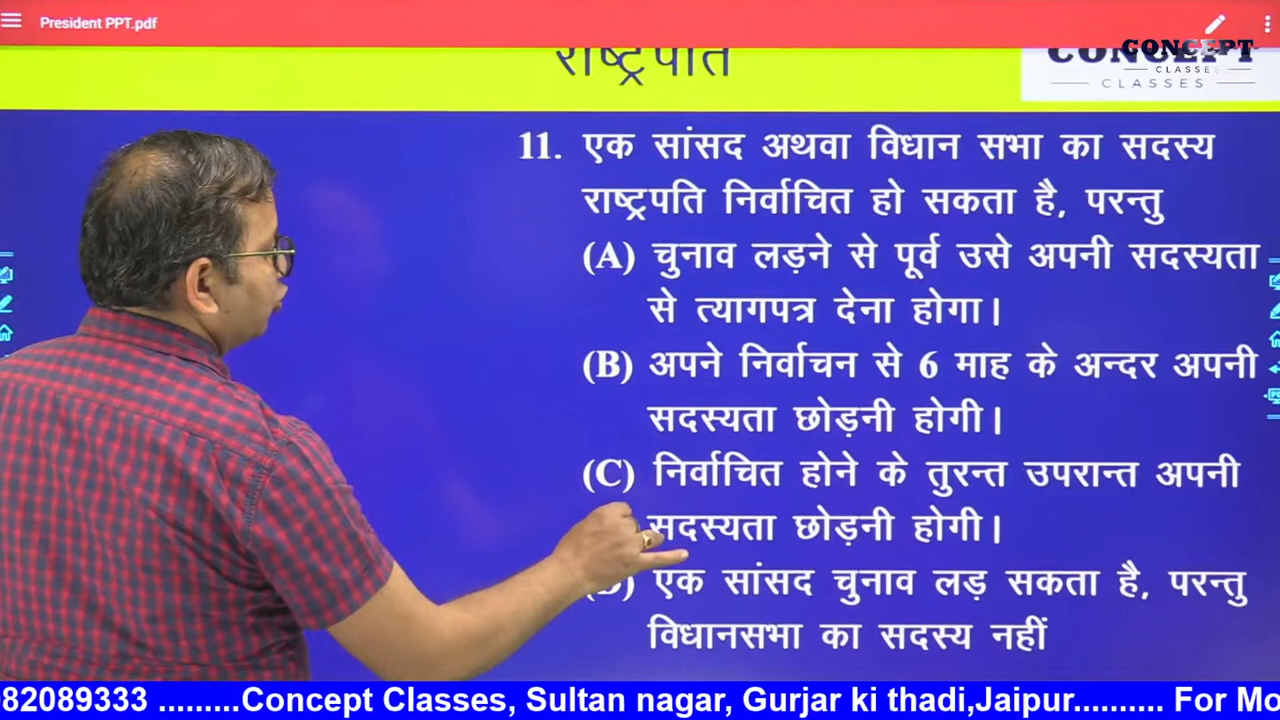 President PPT.pdf
राष्ट्रपति
CONCEPT
CLASSES
CLASSES
11. एक सांसद अथवा विधान सभा का सदस्य
राष्ट्रपति निर्वाचित हो सकता है, परन्तु
(A) चुनाव लड़ने से पूर्व उसे अपनी सदस्यता
से त्यागपत्र देना होगा।
(B) अपने निर्वाचन से 6 माह के अन्दर अपनी
सदस्यता छोड़नी होगी।
(C) निर्वाचित होने के तुरन्त उपरान्त अपनी
सदस्यता छोड़नी होगी।
(D) एक सांसद चुनाव लड़ सकता है, परन्तु
विधानसभा का सदस्य नहीं
82089333 .........Concept Classes, Sultan nagar, Gurjar ki thadi,Jaipur.......... For